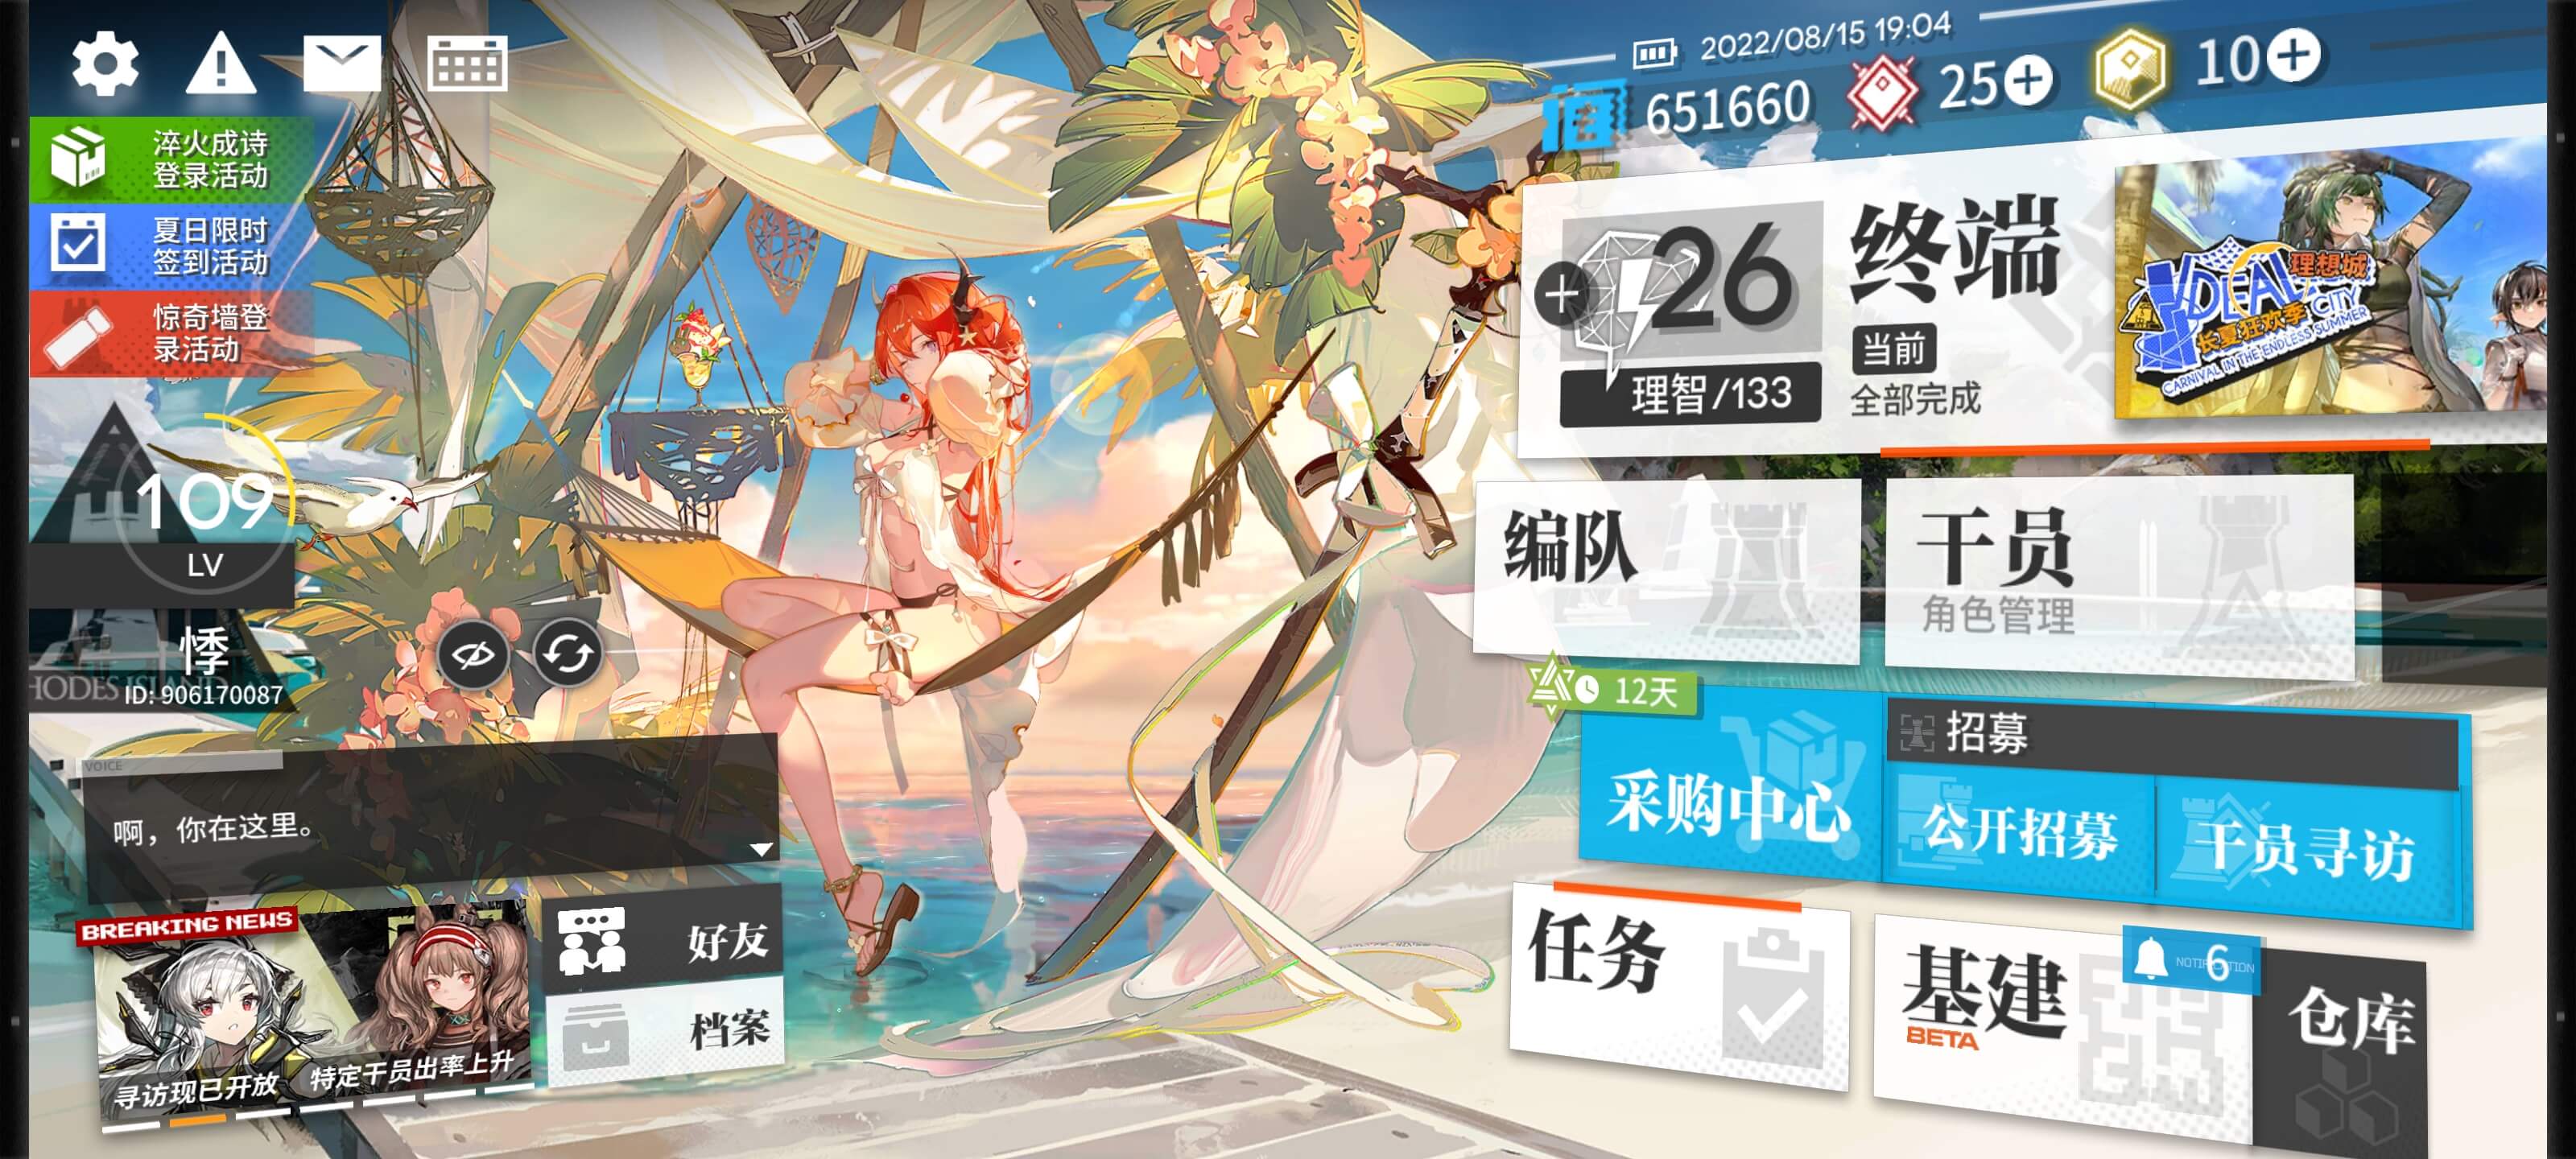 2022/08/15 19:04
651660
25
10
淬火成诗
登录活动
夏日限时
签到活动
惊奇墙登
录活动
26
理智/133
终端
当前
全部完成
IDEAL CITY
理想城
长夏狂欢季
CARNIVAL IN THE ENDLESS SUMMER
109
LV
悸
ID: 906170087
编队
干员
角色管理
12天
采购中心
招募
公开招募
干员寻访
VOICE
啊，你在这里。
BREAKING NEWS
寻访现已开放 特定干员出率上升
好友
档案
任务
基建
BETA
NOTIFICATION
6
仓库